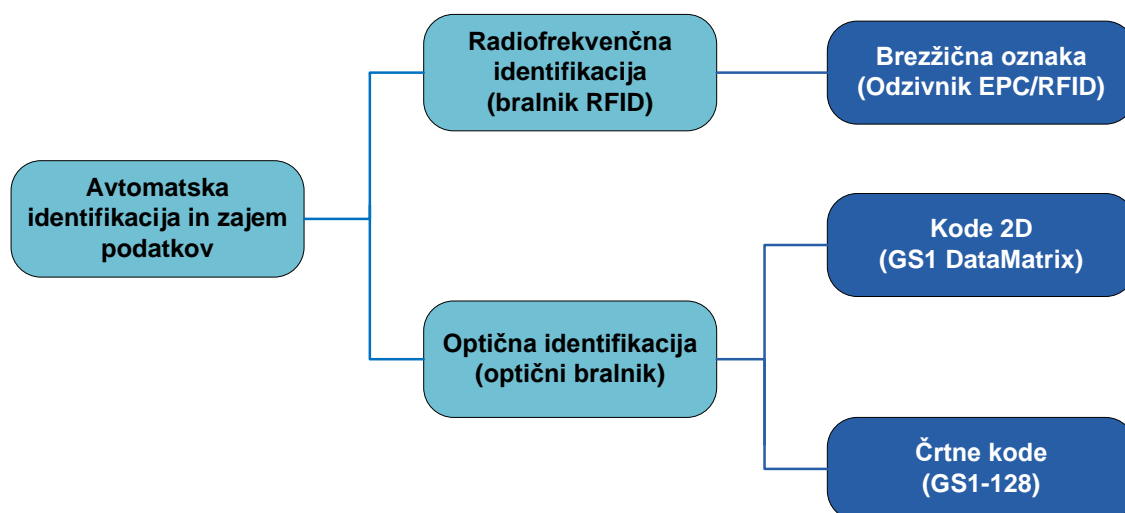 Radiofrekvenčna
identifikacija
(bralnik RFID)
Brezžična oznaka
(Odzivnik EPC/RFID)
Avtomatska
identifikacija in zajem
podatkov
Kode 2D
(GS1 DataMatrix)
Optična identifikacija
(optični bralnik)
Črtne kode
(GS1-128)